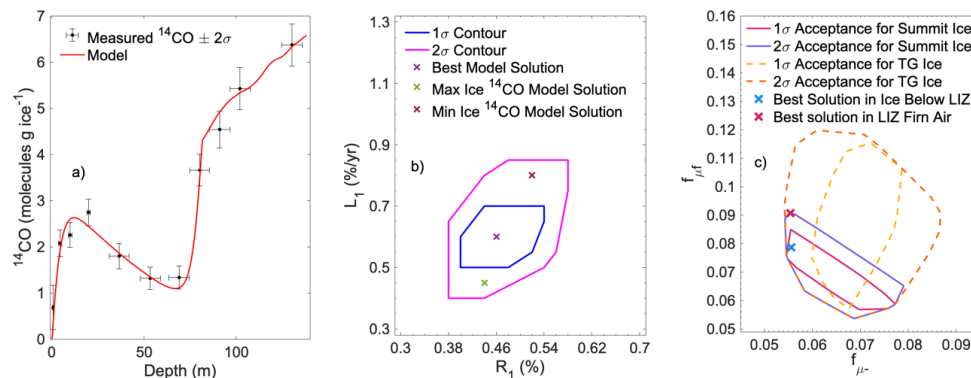 7
6
5
4
3
2
1
0
¹⁴CO (molecules g ice⁻¹)
Measured ¹⁴CO ± 2σ
Model
a)
0
50
100
Depth (m)
1.1
0.9
0.7
0.5
0.3
L₁ (%/yr)
1σ Contour
2σ Contour
Best Model Solution
Max Ice ¹⁴CO Model Solution
Min Ice ¹⁴CO Model Solution
b)
0.3
0.38
0.46
0.54
0.62
0.7
R₁ (%)
0.16
0.15
0.14
0.13
0.12
0.11
0.1
0.09
0.08
0.07
0.06
0.05
f_μf
1σ Acceptance for Summit Ice
2σ Acceptance for Summit Ice
1σ Acceptance for TG Ice
2σ Acceptance for TG Ice
Best Solution in Ice Below LIZ
Best solution in LIZ Firn Air
c)
0.05
0.06
0.07
0.08
0.09
f_μ-